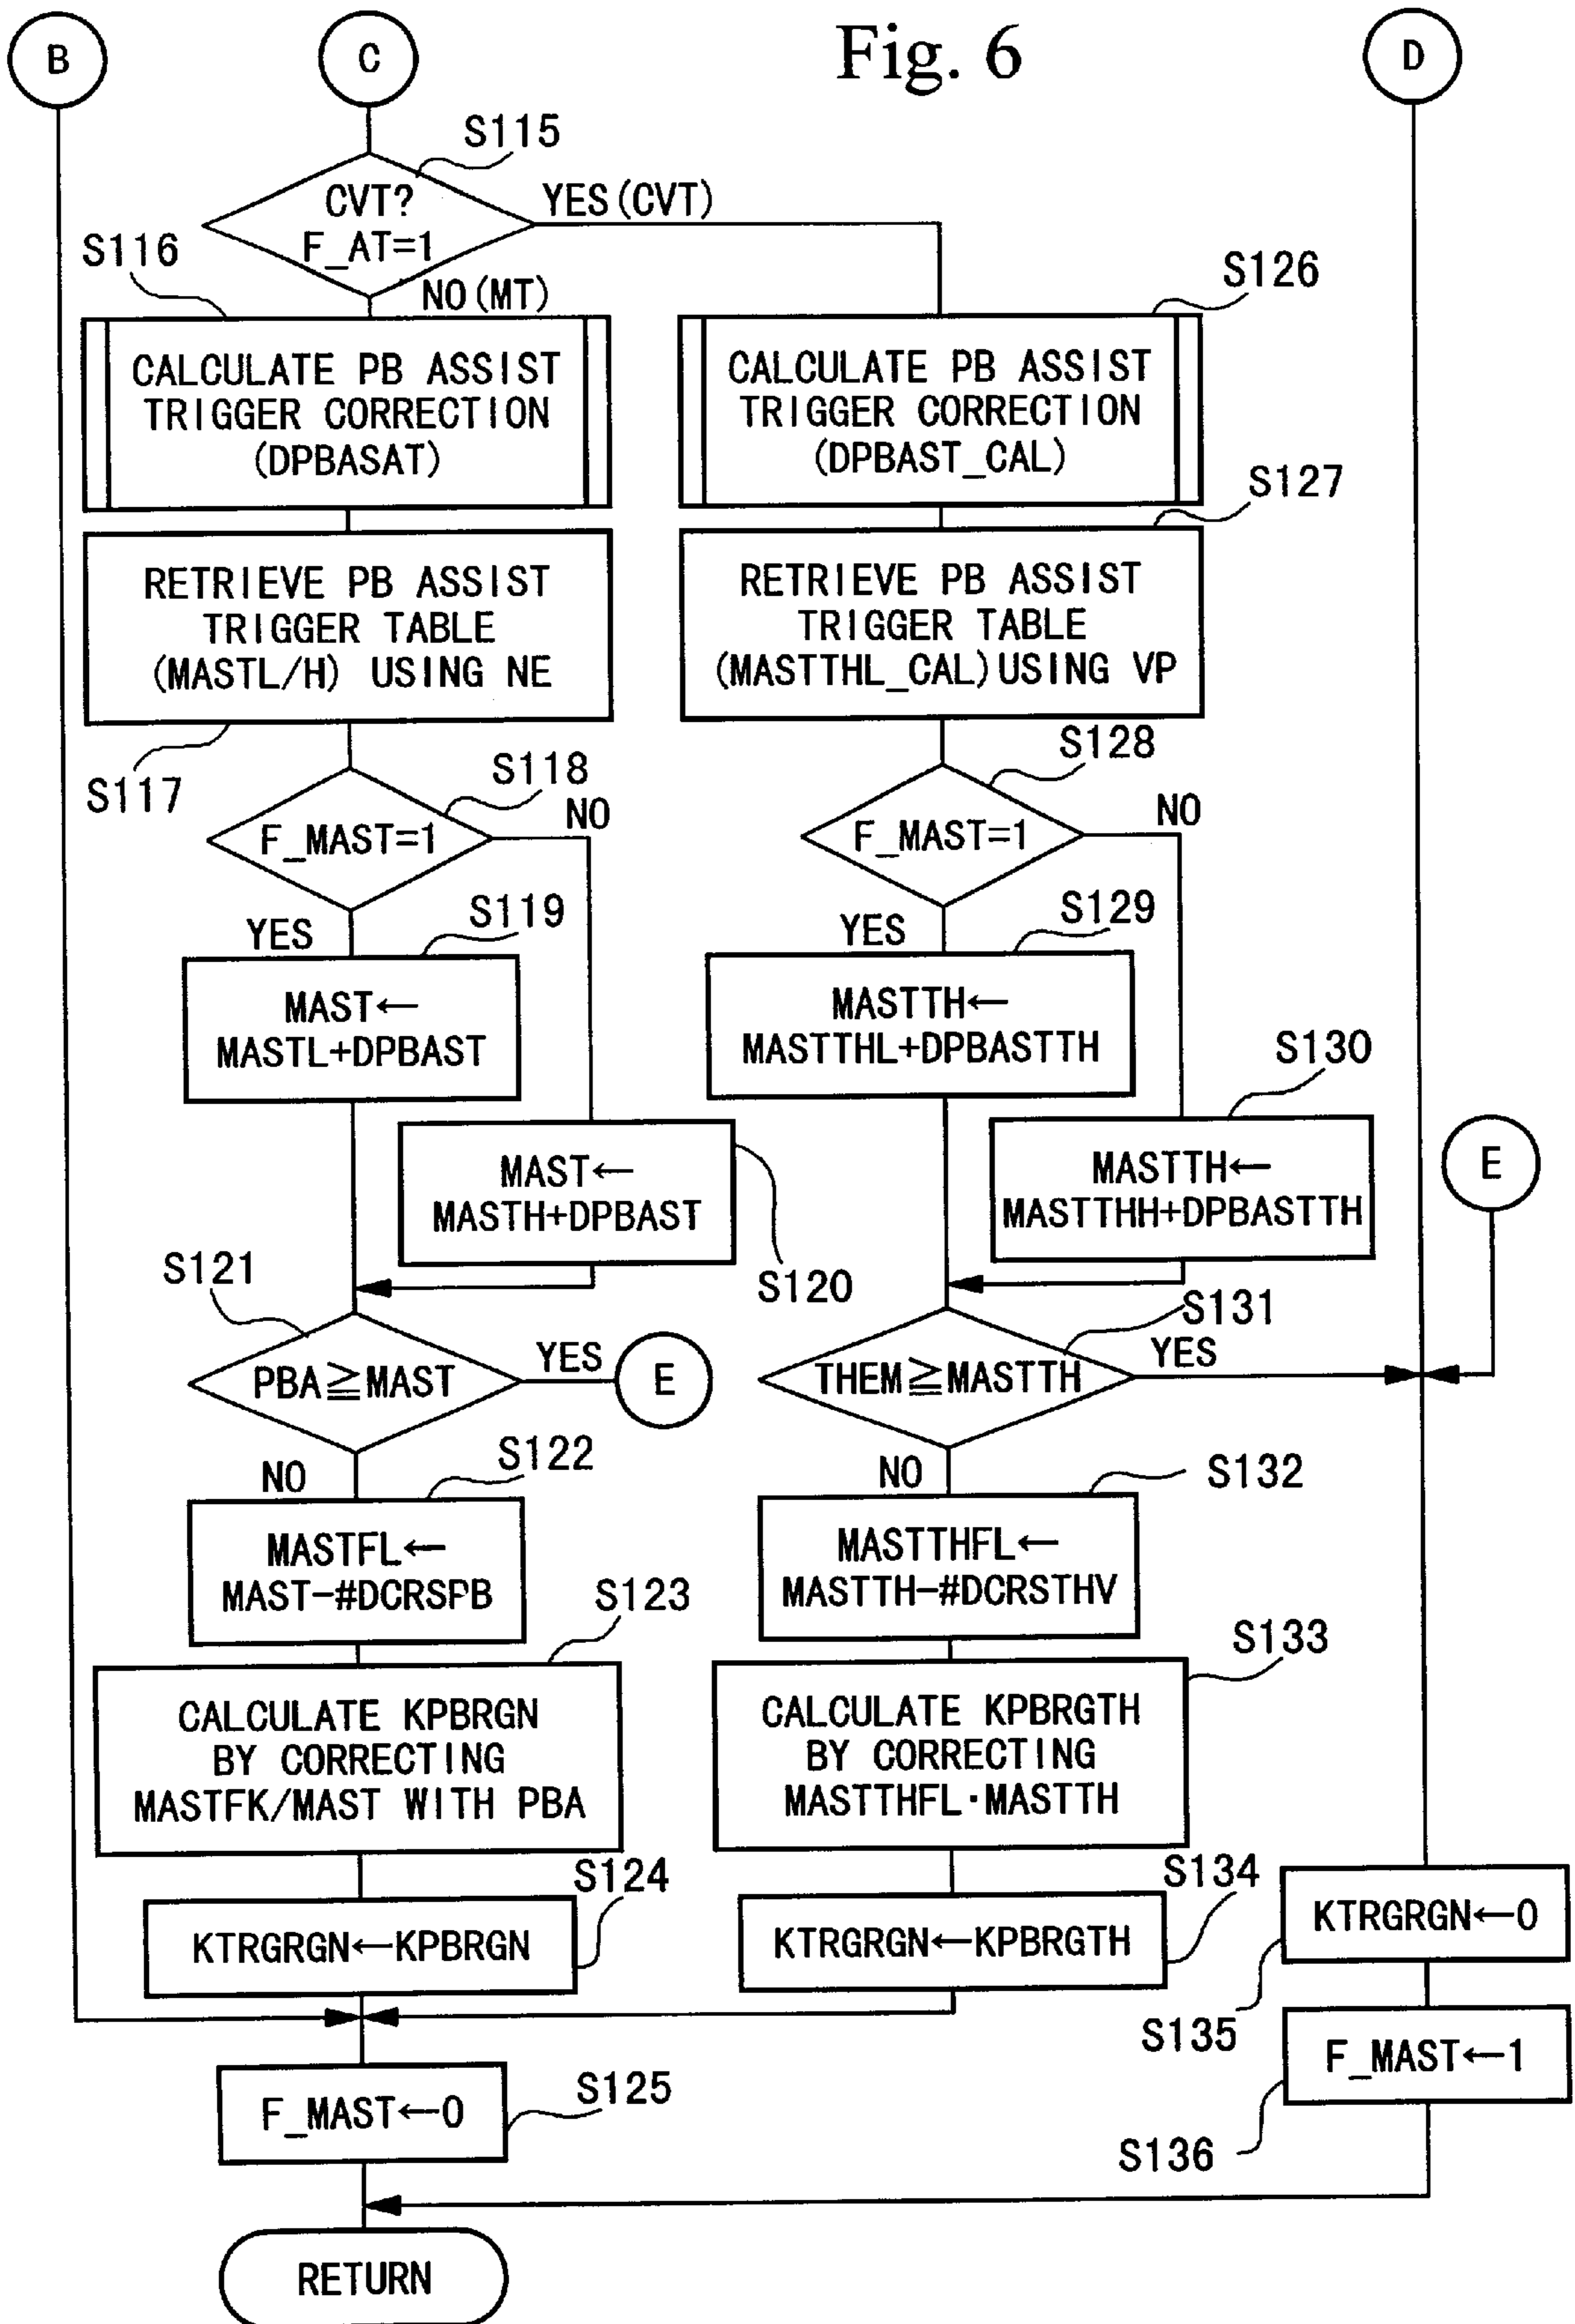 Fig. 6
B
C
D
S115
CVT?
F_AT=1
YES(CVT)
NO(MT)
S116
CALCULATE PB ASSIST
TRIGGER CORRECTION
(DPBASAT)
S126
CALCULATE PB ASSIST
TRIGGER CORRECTION
(DPBAST_CAL)
RETRIEVE PB ASSIST
TRIGGER TABLE
(MASTL/H) USING NE
S117
S127
RETRIEVE PB ASSIST
TRIGGER TABLE
(MASTTHL_CAL)USING VP
S118
F_MAST=1
NO
YES
S128
F_MAST=1
NO
YES
S119
MAST←
MASTL+DPBAST
S129
MASTTH←
MASTTHL+DPBASTTH
MAST←
MASTH+DPBAST
S120
S130
MASTTH←
MASTTHH+DPBASTTH
E
S121
PBA≧MAST
YES
E
NO
S131
THEM≧MASTTH
YES
NO
S122
MASTFL←
MAST-#DCRSPB
S132
MASTTHFL←
MASTTH-#DCRSTHV
S123
CALCULATE KPBRGN
BY CORRECTING
MASTFK/MAST WITH PBA
S133
CALCULATE KPBRGTH
BY CORRECTING
MASTTHFL·MASTTH
S124
KTRGRGN←KPBRGN
S134
KTRGRGN←KPBRGTH
KTRGRGN←0
S135
F_MAST←0
S125
F_MAST←1
S136
RETURN